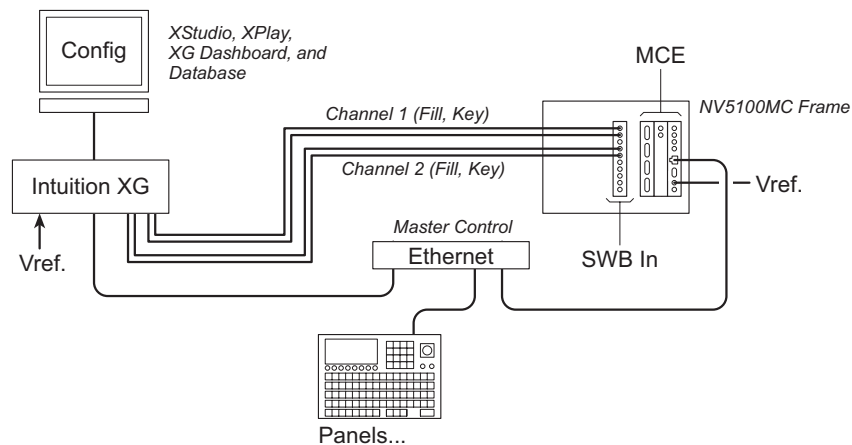 Config
XStudio, XPlay,
XG Dashboard, and
Database
MCE
NV5100MC Frame
Channel 1 (Fill, Key)
Channel 2 (Fill, Key)
Intuition XG
Vref.
Vref.
Master Control
Ethernet
SWB In
Panels...